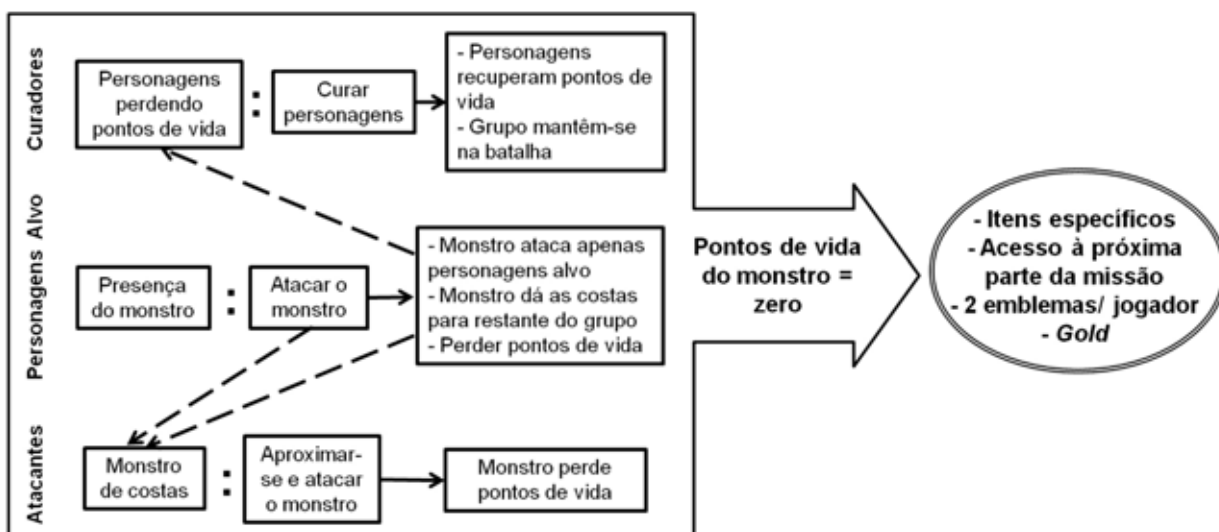 Curadores
Personagens
perdendo
pontos de vida
:
Curar
personagens
- Personagens
recuperam pontos de
vida
- Grupo mantêm-se
na batalha
Personagens Alvo
Presença
do monstro
:
Atacar o
monstro
- Monstro ataca apenas
personagens alvo
- Monstro dá as costas
para restante do grupo
- Perder pontos de vida
Atacantes
Monstro
de costas
:
Aproximar-
se e atacar
o monstro
Monstro perde
pontos de vida
Pontos de vida
do monstro =
zero
- Itens específicos
- Acesso à próxima
parte da missão
- 2 emblemas/ jogador
- Gold